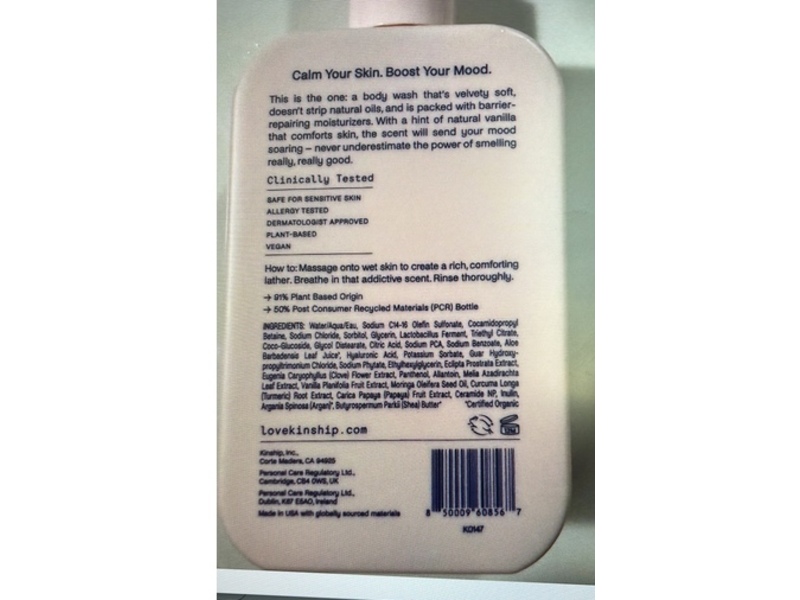 Calm Your Skin. Boost Your Mood.
This is the one: a body wash that's velvety soft,
doesn't strip natural oils, and is packed with barrier-
repairing moisturizers. With a hint of natural vanilla
that comforts skin, the scent will send your mood
soaring – never underestimate the power of smelling
really, really good.
Clinically Tested
SAFE FOR SENSITIVE SKIN
ALLERGY TESTED
DERMATOLOGIST APPROVED
PLANT-BASED
VEGAN
How to: Massage onto wet skin to create a rich, comforting
lather. Breathe in that addictive scent. Rinse thoroughly.
→ 91% Plant Based Origin
→ 50% Post Consumer Recycled Materials (PCR) Bottle
INGREDIENTS: Water/Aqua/Eau, Sodium C14-16 Olefin Sulfonate, Cocamidopropyl
Betaine, Sodium Chloride, Sorbitol, Glycerin, Lactobacillus Ferment, Triethyl Citrate,
Coco-Glucoside, Glycol Distearate, Citric Acid, Sodium PCA, Sodium Benzoate, Aloe
Barbadensis Leaf Juice*, Hyaluronic Acid, Potassium Sorbate, Guar Hydroxy-
propyltrimonium Chloride, Sodium Phytate, Ethylhexylglycerin, Eclipta Prostrata Extract,
Eugenia Caryophyllus (Clove) Flower Extract, Panthenol, Allantoin, Melia Azadirachta
Leaf Extract, Vanilla Planifolia Fruit Extract, Moringa Oleifera Seed Oil, Curcuma Longa
(Turmeric) Root Extract, Carica Papaya (Papaya) Fruit Extract, Ceramide NP, Inulin,
Argania Spinosa (Argan)*, Butyrospermum Parkii (Shea) Butter* *Certified Organic
lovekinship.com
12M
Kinship, Inc.,
Corte Madera, CA 94925
Personal Care Regulatory Ltd.,
Cambridge, CB4 0WS, UK
Personal Care Regulatory Ltd.,
Dublin, K67 E5A0, Ireland
Made in USA with globally sourced materials
8 50009 60856 7
K0147